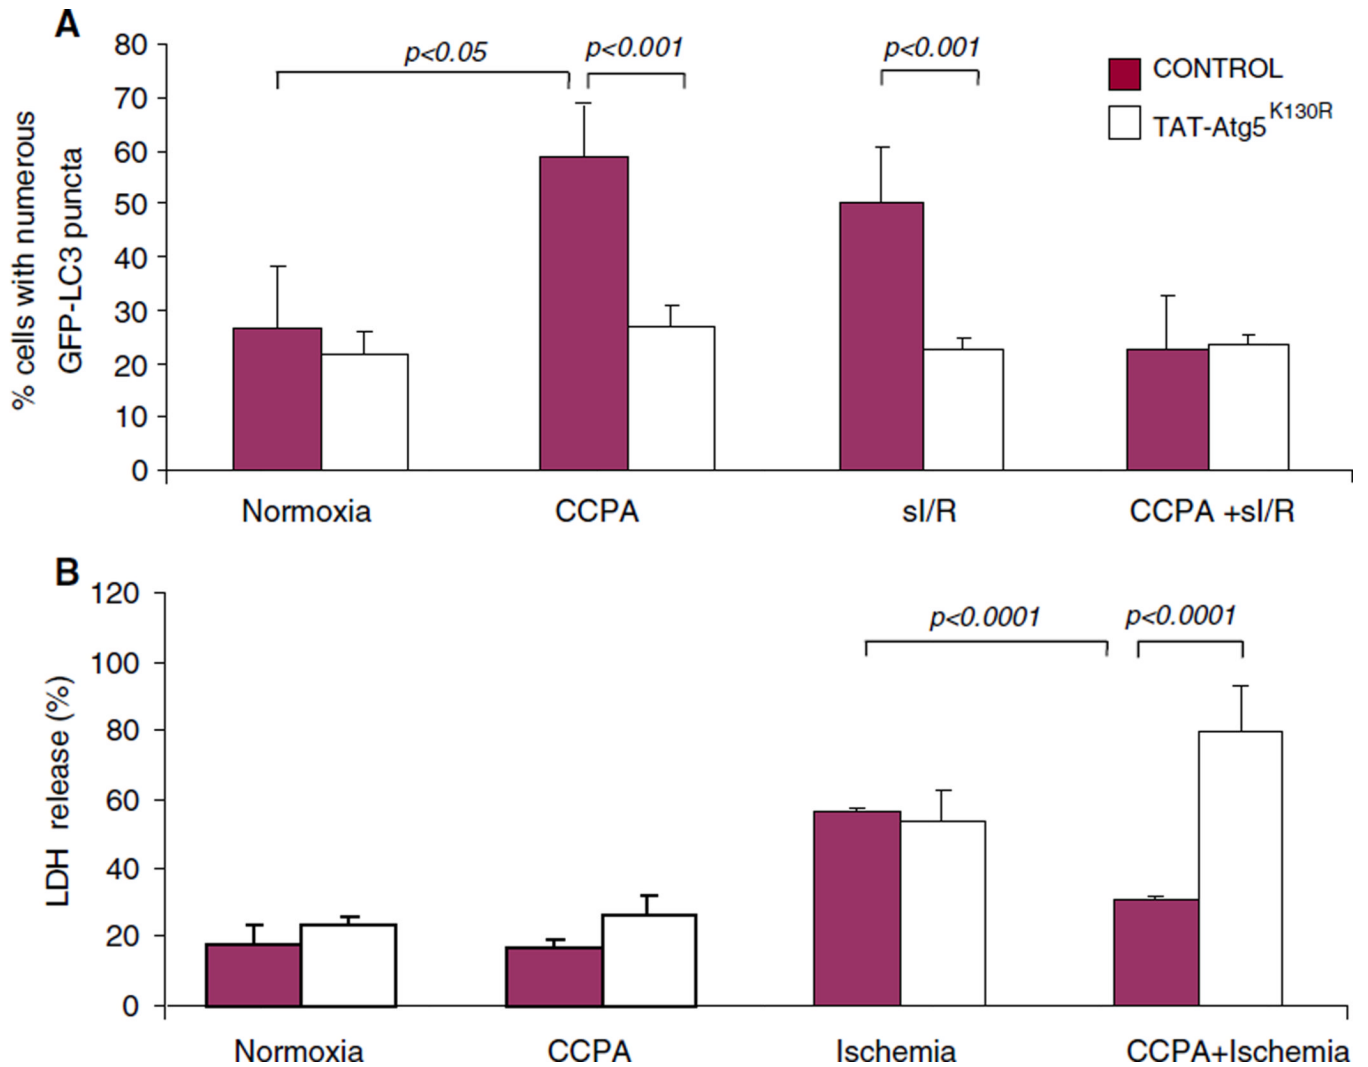 A
80
70
60
50
40
30
20
10
0
% cells with numerous
GFP-LC3 puncta
p<0.05
p<0.001
p<0.001
CONTROL
TAT-Atg5K130R
Normoxia
CCPA
sI/R
CCPA +sI/R
B
120
100
80
60
40
20
0
LDH release (%)
p<0.0001
p<0.0001
Normoxia
CCPA
Ischemia
CCPA+Ischemia